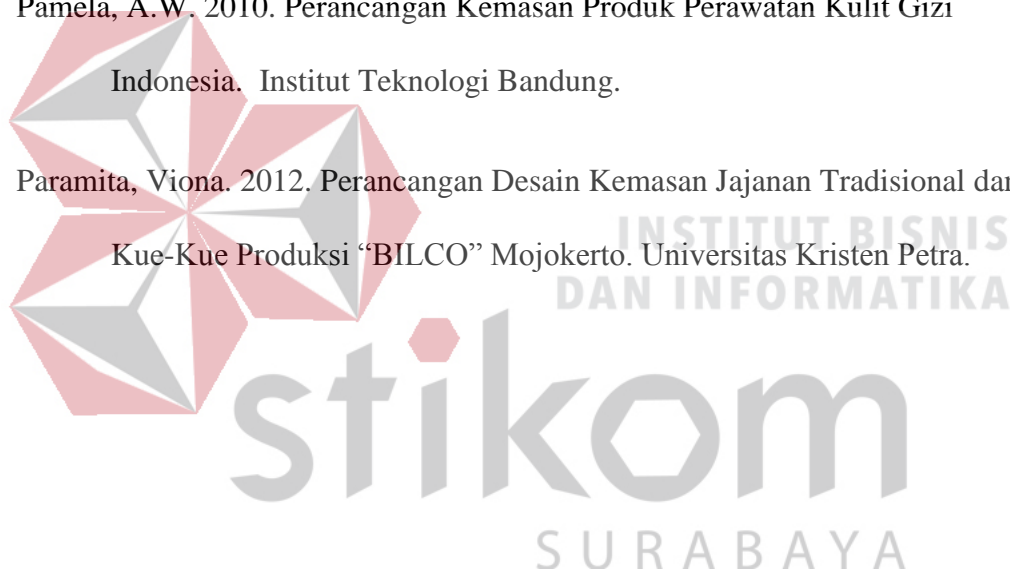 Pamela, A.W. 2010. Perancangan Kemasan Produk Perawatan Kulit Gizi
Indonesia. Institut Teknologi Bandung.
Paramita, Viona. 2012. Perancangan Desain Kemasan Jajanan Tradisional dan
Kue-Kue Produksi “BILCO” Mojokerto. Universitas Kristen Petra.
INSTITUT BISNIS
DAN INFORMATIKA
stikom
SURABAYA